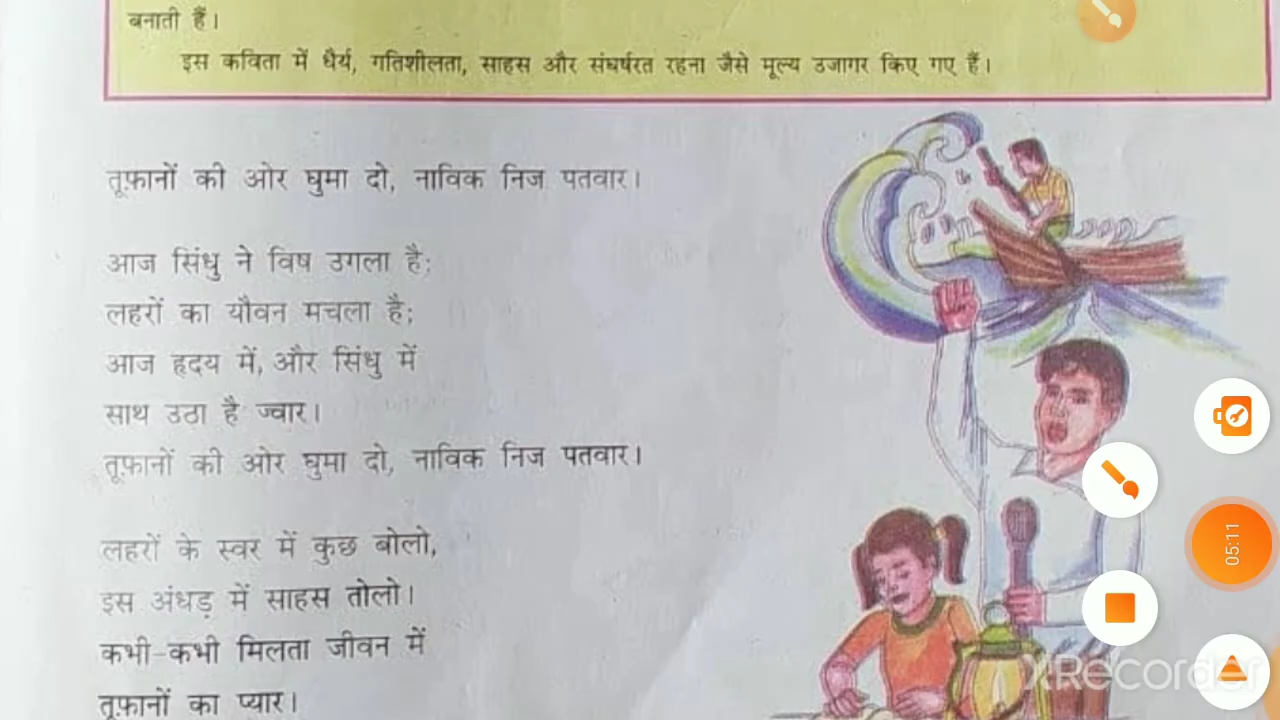 बनाती हैं।
इस कविता में धैर्य, गतिशीलता, साहस और संघर्षरत रहना जैसे मूल्य उजागर किए गए हैं।
तूफ़ानों की ओर घुमा दो, नाविक निज पतवार।
आज सिंधु ने विष उगला है;
लहरों का यौवन मचला है;
आज हृदय में, और सिंधु में
साथ उठा है ज्वार।
तूफ़ानों की ओर घुमा दो, नाविक निज पतवार।
लहरों के स्वर में कुछ बोलो,
इस अंधड़ में साहस तोलो।
कभी-कभी मिलता जीवन में
तूफ़ानों का प्यार।
05:11
XRecorder